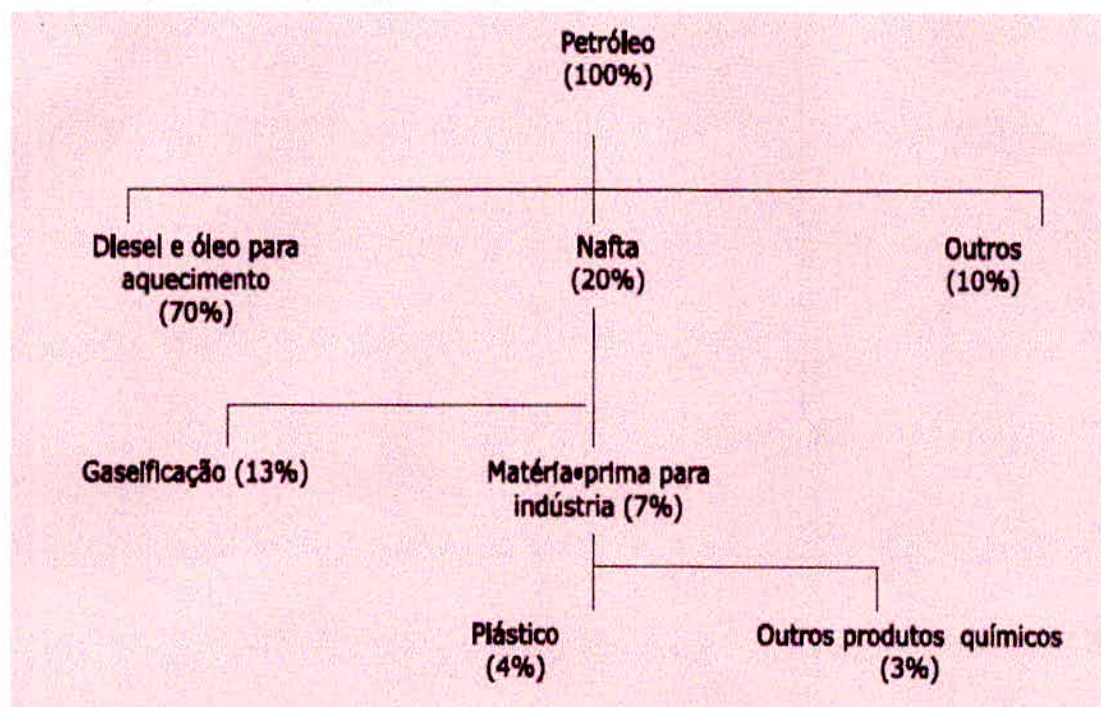 Petróleo
(100%)
Diesel e óleo para
aquecimento
(70%)
Nafta
(20%)
Outros
(10%)
Gaseificação (13%)
Matéria-prima para
indústria (7%)
Plástico
(4%)
Outros produtos químicos
(3%)